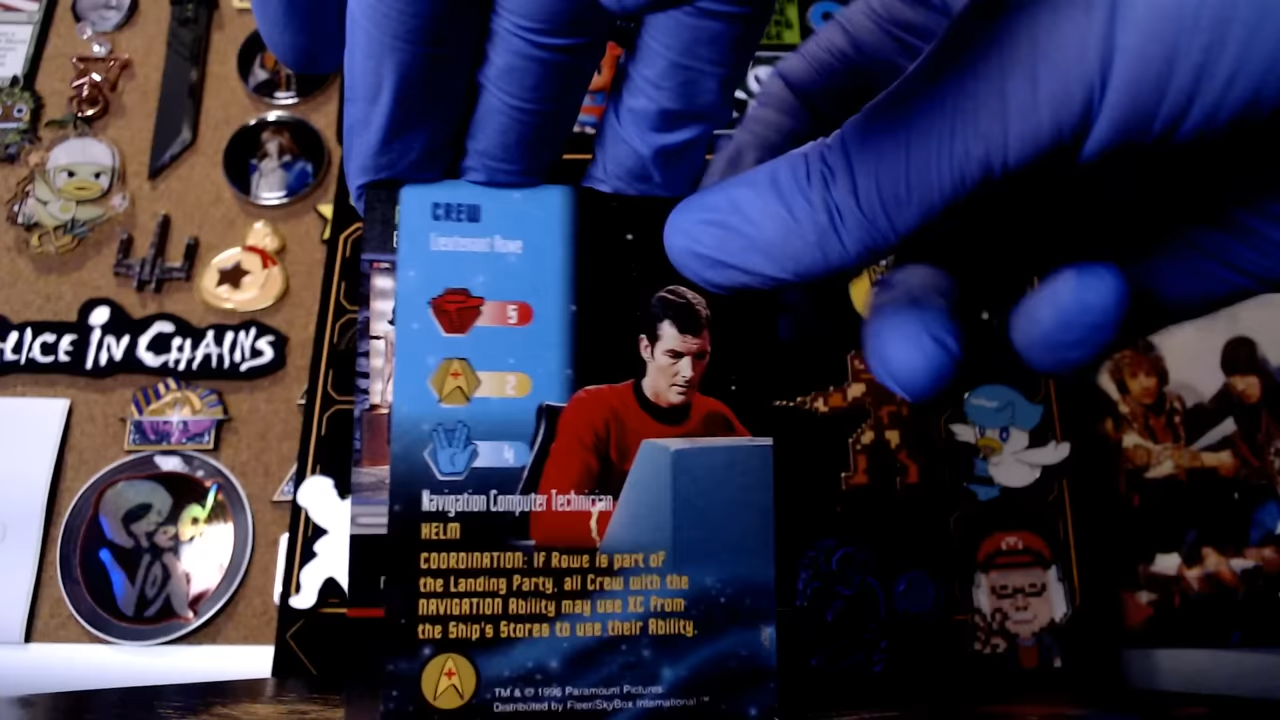 CREW
Lieutenant Rowe
5
2
4
Navigation Computer Technician
HELM
COORDINATION: If Rowe is part of
the Landing Party, all Crew with the
NAVIGATION Ability may use XC from
the Ship's Stores to use their Ability.
TM & © 1996 Paramount Pictures.
Distributed by Fleer/SkyBox International ™
LICE IN CHAINS